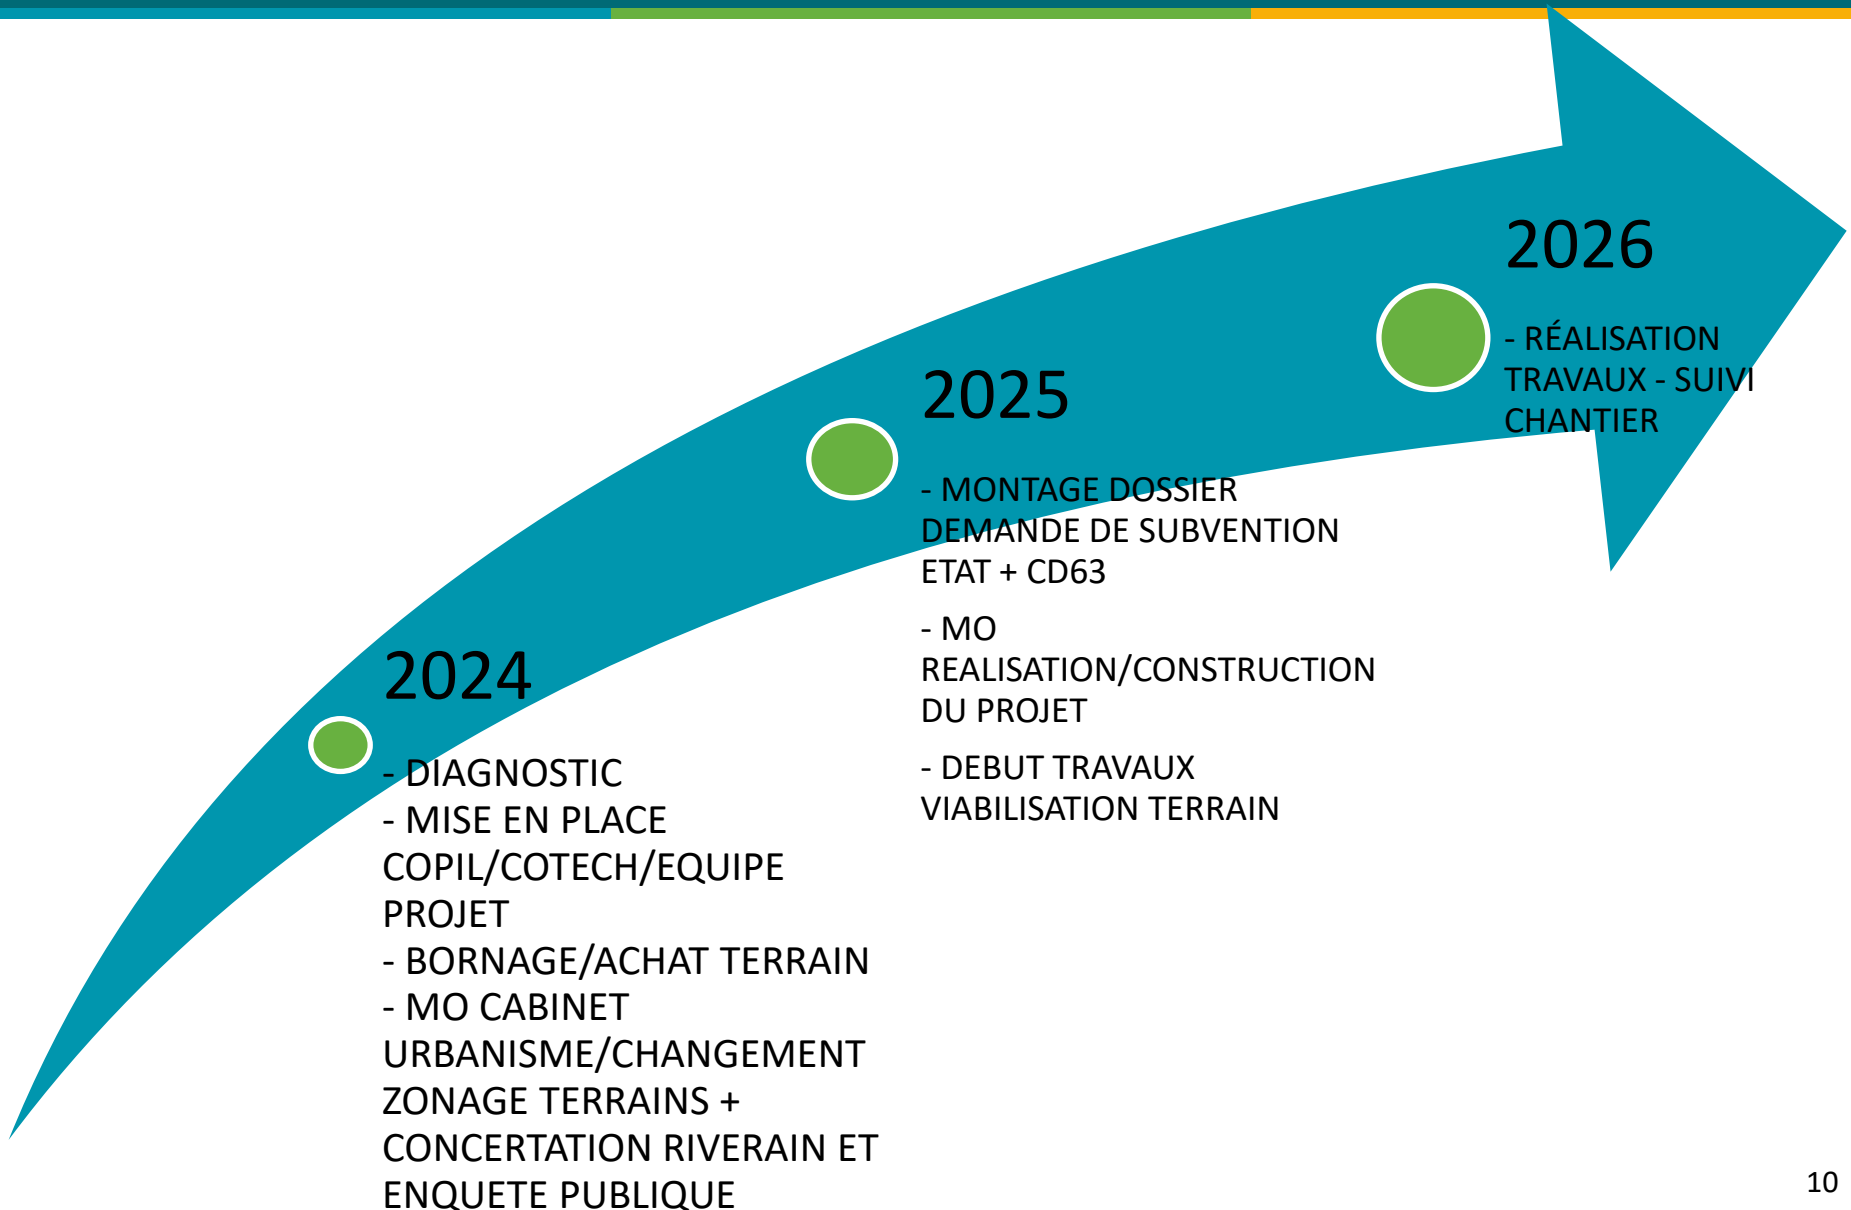 2024
- DIAGNOSTIC
- MISE EN PLACE
COPIL/COTECH/EQUIPE
PROJET
- BORNAGE/ACHAT TERRAIN
- MO CABINET
URBANISME/CHANGEMENT
ZONAGE TERRAINS +
CONCERTATION RIVERAIN ET
ENQUETE PUBLIQUE
2025
- MONTAGE DOSSIER
DEMANDE DE SUBVENTION
ETAT + CD63
- MO
REALISATION/CONSTRUCTION
DU PROJET
- DEBUT TRAVAUX
VIABILISATION TERRAIN
2026
- RÉALISATION
TRAVAUX - SUIVI
CHANTIER
10